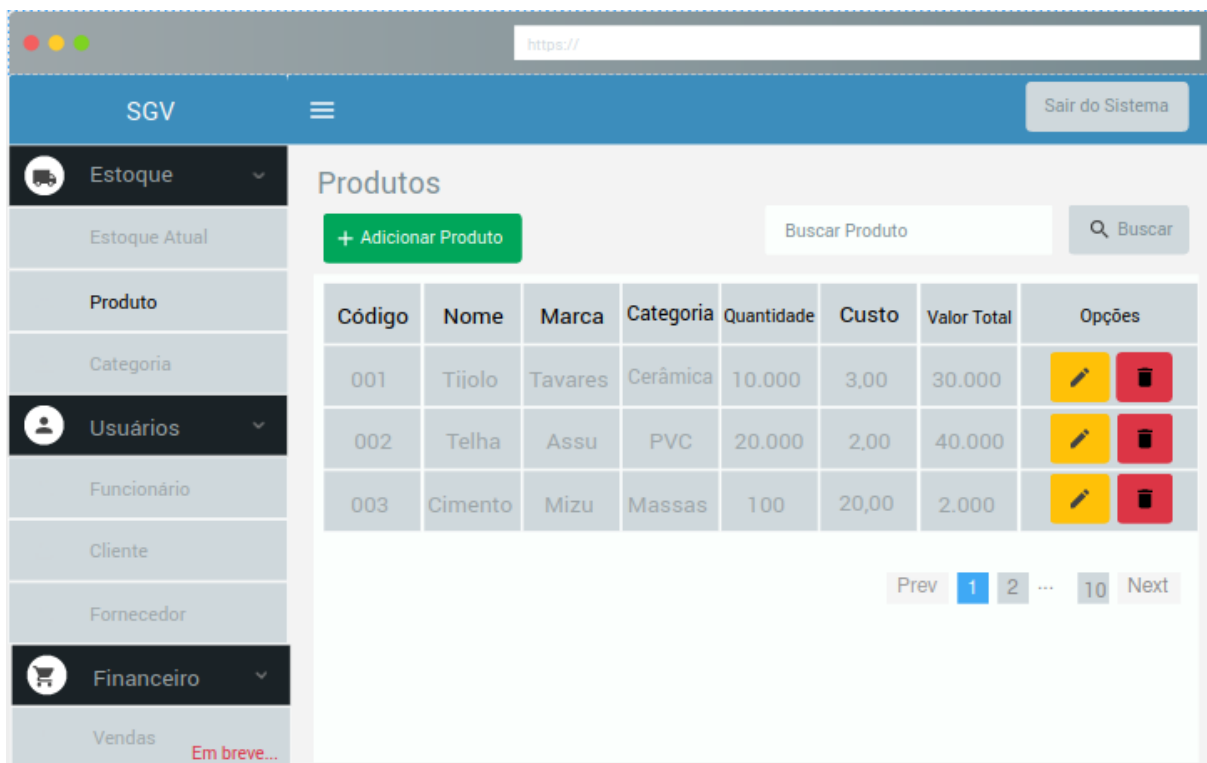 https://
SGV
Sair do Sistema
Estoque
Estoque Atual
Produto
Categoria
Usuários
Funcionário
Cliente
Fornecedor
Financeiro
Vendas
Em breve...
Produtos
+ Adicionar Produto
Buscar Produto
Buscar
Código Nome Marca Categoria Quantidade Custo Valor Total Opções
001 Tijolo Tavares Cerâmica 10.000 3,00 30.000
002 Telha Assu PVC 20.000 2,00 40.000
003 Cimento Mizu Massas 100 20,00 2.000
Prev 1 2 ... 10 Next